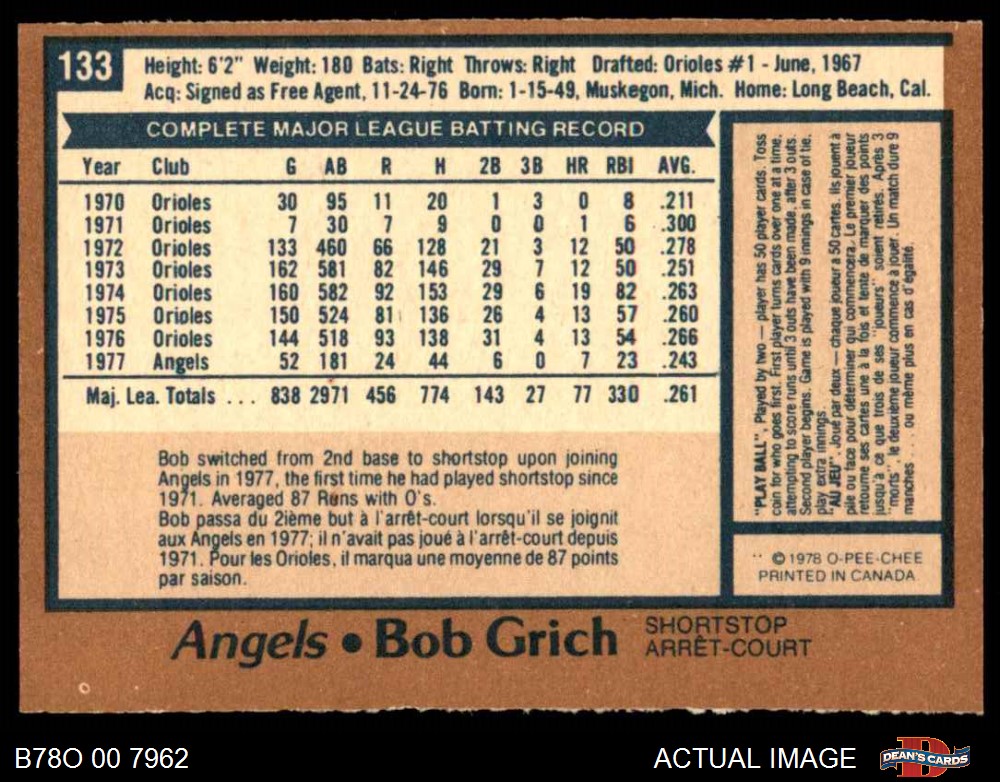 133
Height: 6'2" Weight: 180 Bats: Right Throws: Right Drafted: Orioles #1 - June, 1967
Acq: Signed as Free Agent, 11-24-76 Born: 1-15-49, Muskegon, Mich. Home: Long Beach, Cal.
COMPLETE MAJOR LEAGUE BATTING RECORD
Year Club G AB R H 2B 3B HR RBI AVG.
1970 Orioles 30 95 11 20 1 3 0 8 .211
1971 Orioles 7 30 7 9 0 0 1 6 .300
1972 Orioles 133 460 66 128 21 3 12 50 .278
1973 Orioles 162 581 82 146 29 7 12 50 .251
1974 Orioles 160 582 92 153 29 6 19 82 .263
1975 Orioles 150 524 81 136 26 4 13 57 .260
1976 Orioles 144 518 93 138 31 4 13 54 .266
1977 Angels 52 181 24 44 6 0 7 23 .243
Maj. Lea. Totals ... 838 2971 456 774 143 27 77 330 .261
Bob switched from 2nd base to shortstop upon joining
Angels in 1977, the first time he had played shortstop since
1971. Averaged 87 Runs with O's.
Bob passa du 2ième but à l'arrêt-court lorsqu'il se joignit
aux Angels en 1977; il n'avait pas joué à l'arrêt-court depuis
1971. Pour les Orioles, il marqua une moyenne de 87 points
par saison.
"PLAY BALL", Played by two — player has 50 player cards. Toss
coin for who goes first. First player turns cards over one at a time,
attempting to score runs until 3 outs have been made, after 3 outs.
Second player begins. Game is played with 9 innings in case of tie,
play extra innings.
"AU JEU". Joué par deux — chaque joueur a 50 cartes. Ils jouent à
pile ou face pour déterminer qui commencera. Le premier joueur
retourne ses cartes une à la fois et tente de marquer des points
jusqu'à ce que trois de ses "joueurs" soient retirés. Après 3
"morts", le deuxième joueur commence à jouer. Un match dure 9
manches ... ou même plus en cas d'égalité.
** © 1978 O-PEE-CHEE
PRINTED IN CANADA
Angels • Bob Grich SHORTSTOP
ARRÊT-COURT
B78O 00 7962
ACTUAL IMAGE
DEAN'S CARDS